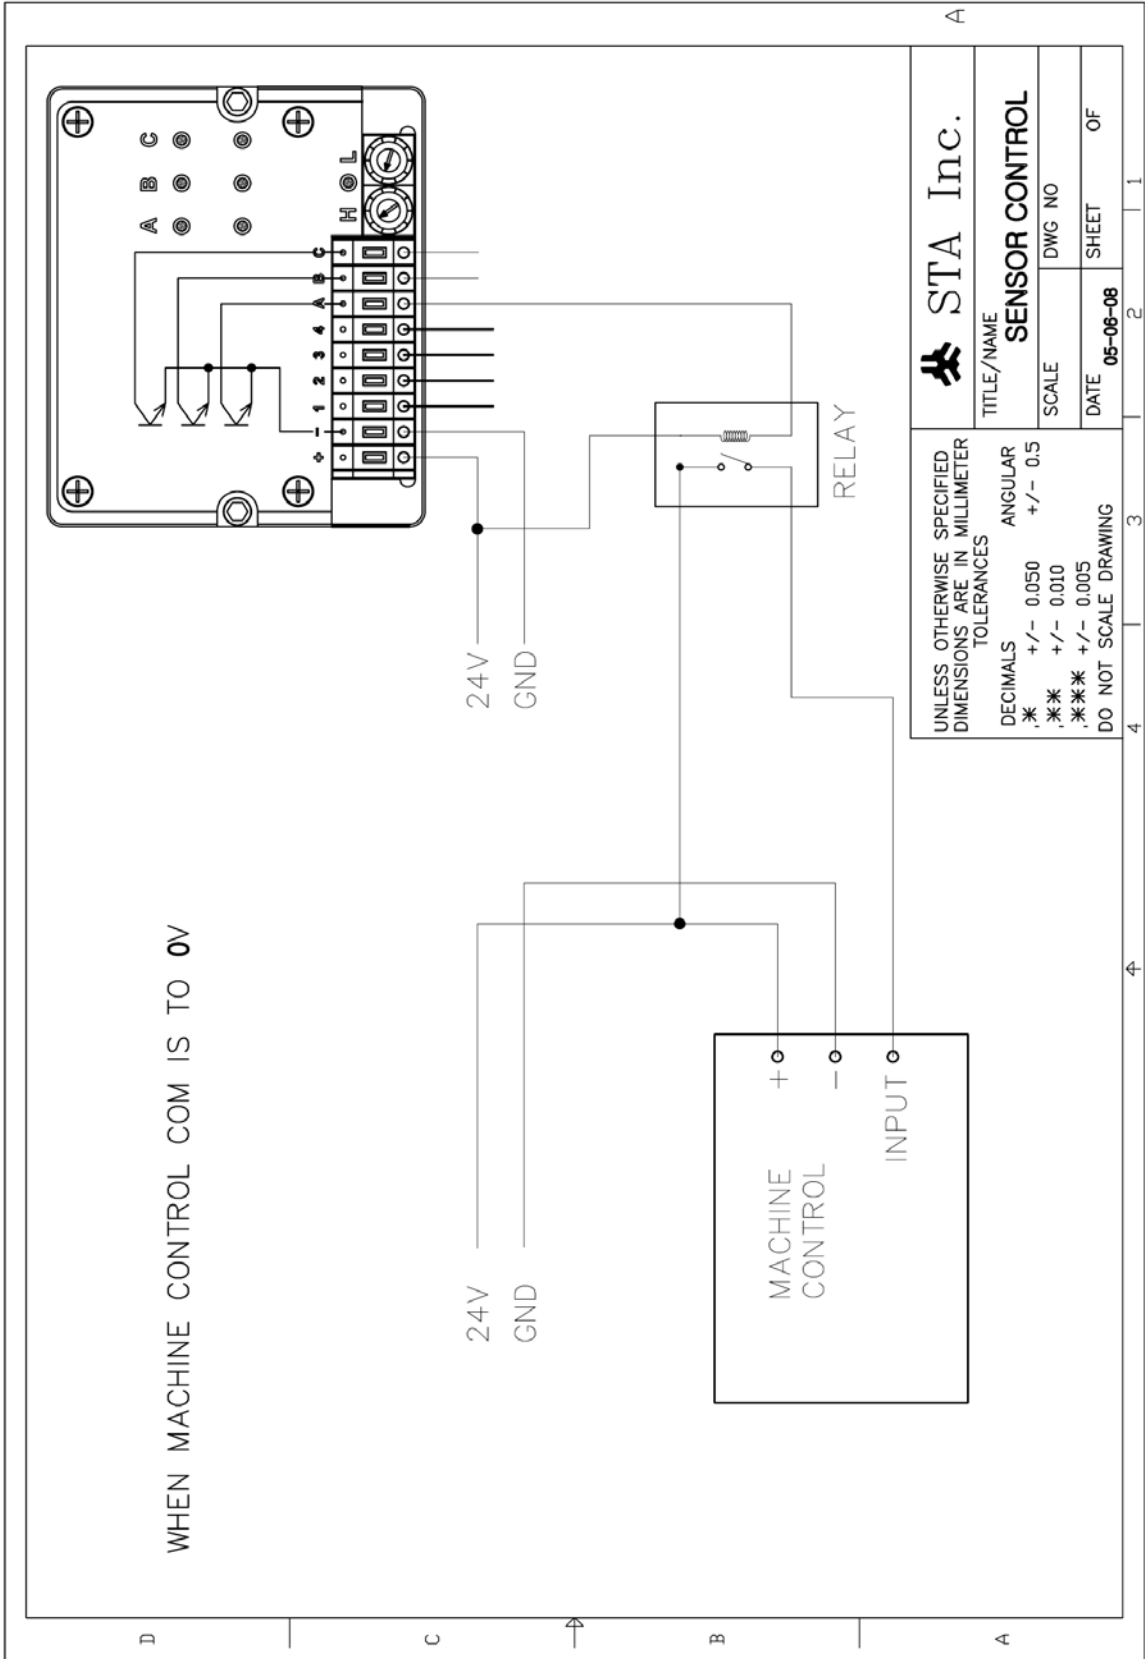 WHEN MACHINE CONTROL COM IS TO 0V
A B C
H L
+ - 1 2 3 4 A B C
24V
GND
24V
GND
RELAY
MACHINE
CONTROL
+
-
INPUT
UNLESS OTHERWISE SPECIFIED
DIMENSIONS ARE IN MILLIMETER
TOLERANCES
DECIMALS ANGULAR
.* +/- 0.050 +/- 0.5
.** +/- 0.010
.*** +/- 0.005
DO NOT SCALE DRAWING
STA Inc.
TITLE/NAME
SENSOR CONTROL
SCALE DWG NO
DATE 05-06-08 SHEET OF
D
C
B
A
A
4 3 2 1